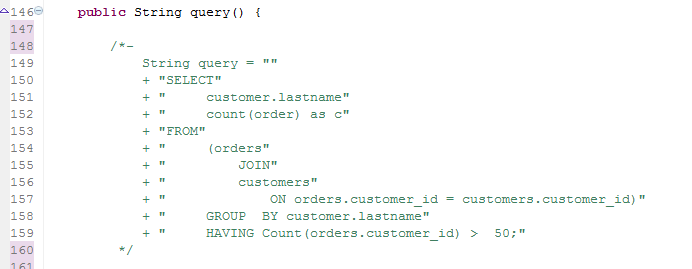 146 public String query() {
147
148 /*-
149 String query = ""
150 + "SELECT"
151 + "     customer.lastname"
152 + "     count(order) as c"
153 + "FROM"
154 + "     (orders"
155 + "         JOIN"
156 + "         customers"
157 + "             ON orders.customer_id = customers.customer_id)"
158 + "     GROUP  BY customer.lastname"
159 + "     HAVING Count(orders.customer_id) >  50;"
160 */
161